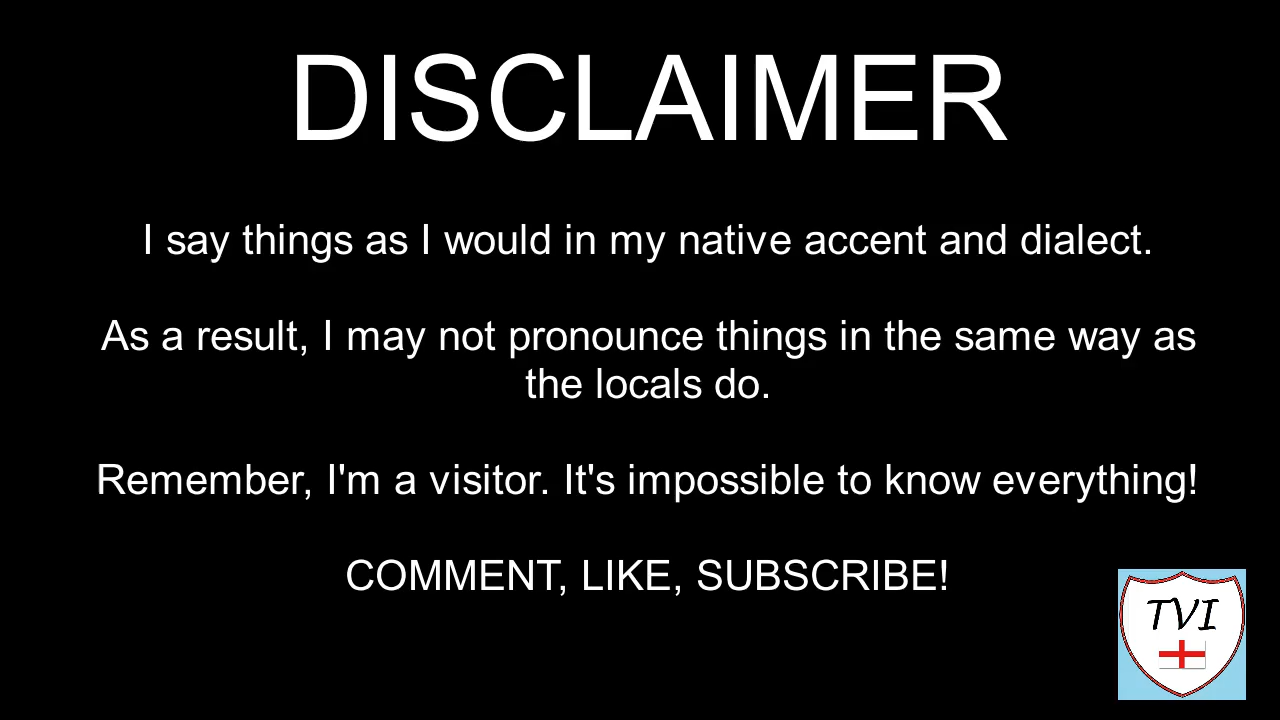 DISCLAIMER
I say things as I would in my native accent and dialect.
As a result, I may not pronounce things in the same way as
the locals do.
Remember, I'm a visitor. It's impossible to know everything!
COMMENT, LIKE, SUBSCRIBE!
TVI